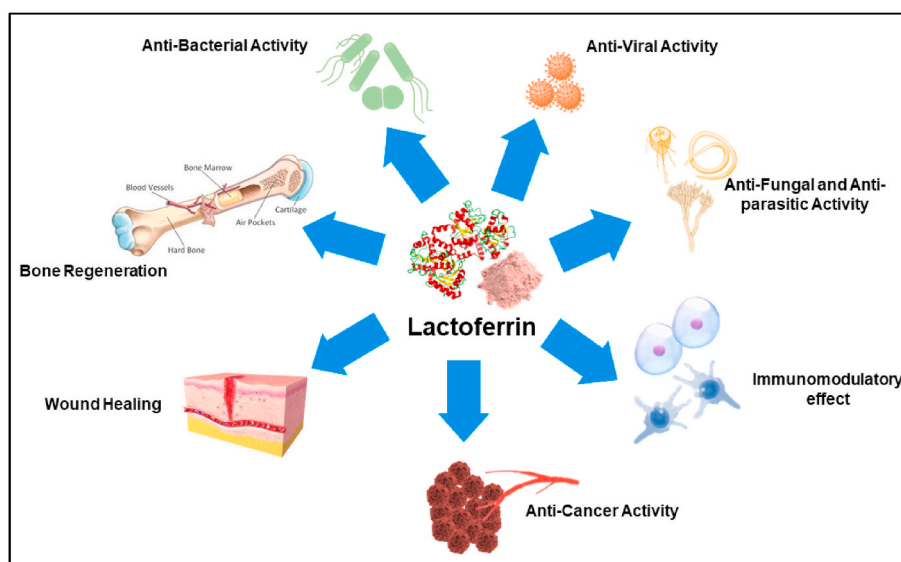 Anti-Bacterial Activity
Anti-Viral Activity
Bone Marrow
Blood Vessels
Air Pockets
Cartilage
Hard Bone
Bone Regeneration
Anti-Fungal and Anti-
parasitic Activity
Lactoferrin
Wound Healing
Immunomodulatory
effect
Anti-Cancer Activity